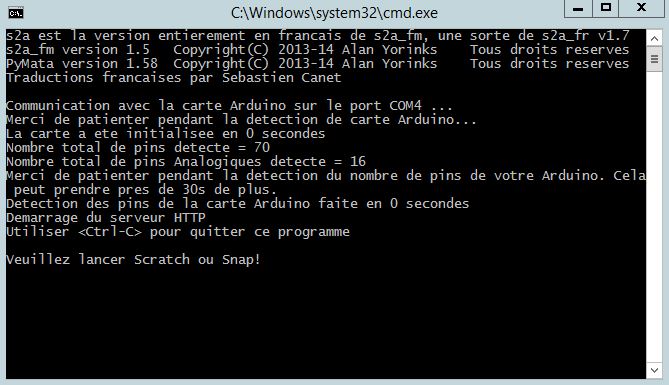 C:\Windows\system32\cmd.exe
s2a est la version entierement en francais de s2a_fm, une sorte de s2a_fr v1.7
s2a_fm version 1.5   Copyright(C) 2013-14 Alan Yorinks    Tous droits reserves
PyMata version 1.58  Copyright(C) 2013-14 Alan Yorinks    Tous droits reserves
Traductions francaises par Sebastien Canet
Communication avec la carte Arduino sur le port COM4 ...
Merci de patienter pendant la detection de carte Arduino...
La carte a ete initialisee en 0 secondes
Nombre total de pins detecte = 70
Nombre total de pins Analogiques detecte = 16
Merci de patienter pendant la detection du nombre de pins de votre Arduino. Cela
peut prendre pres de 30s de plus.
Detection des pins de la carte Arduino faite en 0 secondes
Demarrage du serveur HTTP
Utiliser <Ctrl-C> pour quitter ce programme
Veuillez lancer Scratch ou Snap!